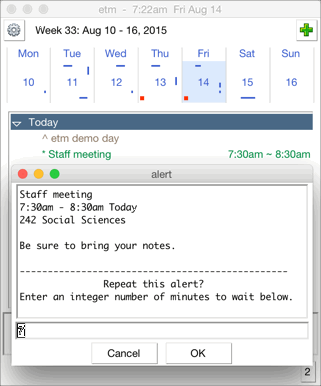 etm - 7:22am Fri Aug 14
Week 33: Aug 10 - 16, 2015
Mon Tue Wed Thu Fri Sat Sun
10 11 12 13 14 15 16
Today
^ etm demo day
* Staff meeting 7:30am ~ 8:30am
alert
Staff meeting
7:30am - 8:30am Today
242 Social Sciences
Be sure to bring your notes.
------------------------------------------
Repeat this alert?
Enter an integer number of minutes to wait below.
Cancel OK
2